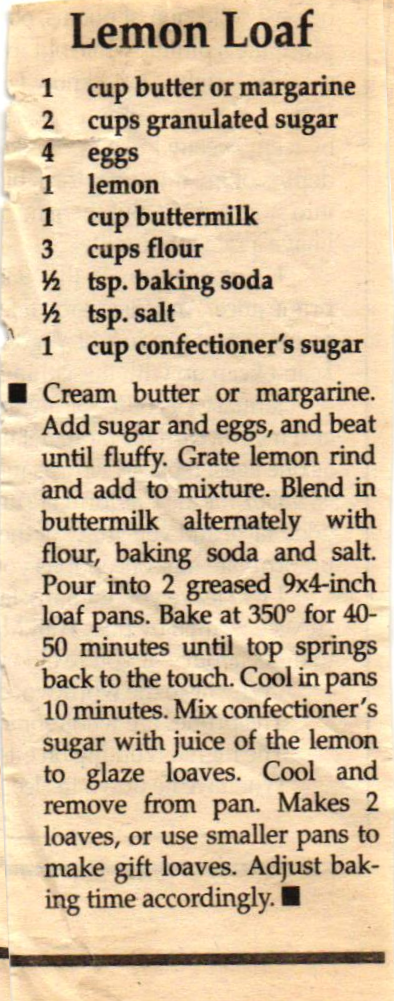 Lemon Loaf
1 cup butter or margarine
2 cups granulated sugar
4 eggs
1 lemon
1 cup buttermilk
3 cups flour
½ tsp. baking soda
½ tsp. salt
1 cup confectioner's sugar
■ Cream butter or margarine.
Add sugar and eggs, and beat
until fluffy. Grate lemon rind
and add to mixture. Blend in
buttermilk alternately with
flour, baking soda and salt.
Pour into 2 greased 9x4-inch
loaf pans. Bake at 350° for 40-
50 minutes until top springs
back to the touch. Cool in pans
10 minutes. Mix confectioner's
sugar with juice of the lemon
to glaze loaves. Cool and
remove from pan. Makes 2
loaves, or use smaller pans to
make gift loaves. Adjust bak-
ing time accordingly. ■